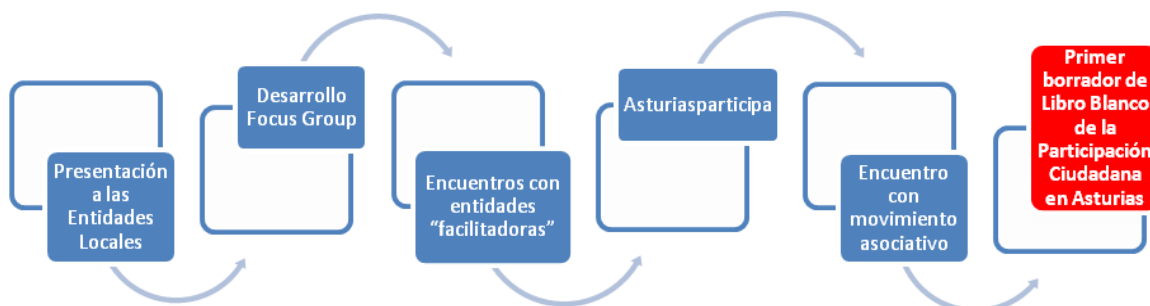 Presentación
a las
Entidades
Locales
Desarrollo
Focus Group
Encuentros con
entidades
“facilitadoras”
Asturiasparticipa
Encuentro
con
movimiento
asociativo
Primer
borrador de
Libro Blanco
de la
Participación
Ciudadana
en Asturias